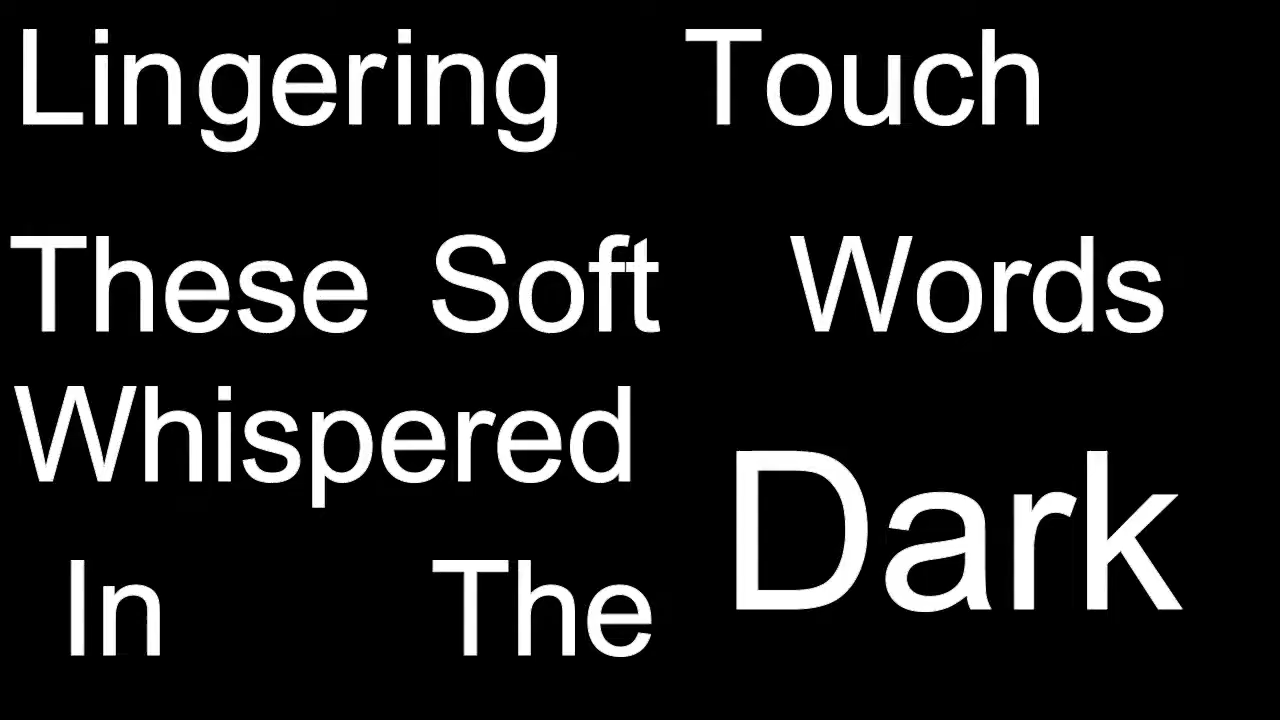 Lingering Touch
These Soft Words
Whispered
In The Dark